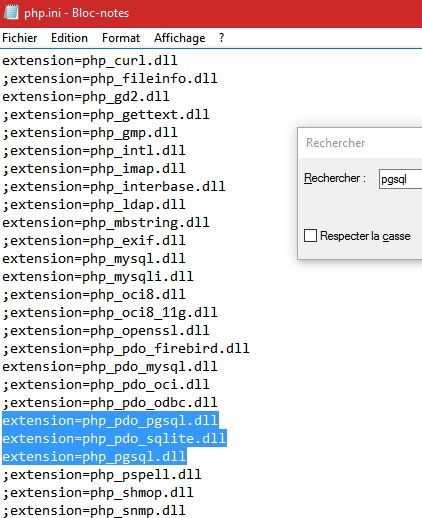 php.ini - Bloc-notes
Fichier Edition Format Affichage ?
extension=php_curl.dll
;extension=php_fileinfo.dll
extension=php_gd2.dll
;extension=php_gettext.dll
;extension=php_gmp.dll
;extension=php_intl.dll
;extension=php_imap.dll
;extension=php_interbase.dll
;extension=php_ldap.dll
extension=php_mbstring.dll
;extension=php_exif.dll
extension=php_mysql.dll
extension=php_mysqli.dll
;extension=php_oci8.dll
;extension=php_oci8_11g.dll
;extension=php_openssl.dll
;extension=php_pdo_firebird.dll
extension=php_pdo_mysql.dll
;extension=php_pdo_oci.dll
;extension=php_pdo_odbc.dll
extension=php_pdo_pgsql.dll
extension=php_pdo_sqlite.dll
extension=php_pgsql.dll
;extension=php_pspell.dll
;extension=php_shmop.dll
;extension=php_snmp.dll
Rechercher
Rechercher : pgsql
Respecter la casse